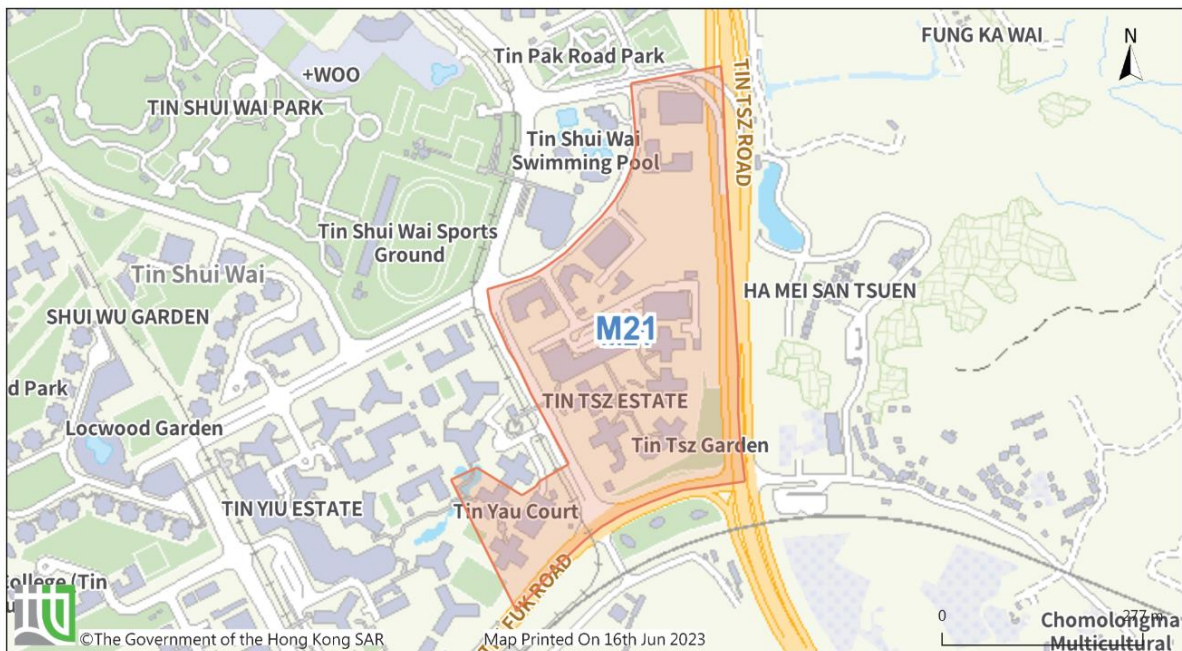 FUNG KA WAI
N
Tin Pak Road Park
+WOO
TIN SHUI WAI PARK
TIN TSZ ROAD
Tin Shui Wai
Swimming Pool
Tin Shui Wai Sports
Ground
Tin Shui Wai
HA MEI SAN TSUEN
SHUI WU GARDEN
M21
d Park
TIN TSZ ESTATE
Locwood Garden
Tin Tsz Garden
TIN YIU ESTATE
Tin Yau Court
FUK ROAD
ollege (Tin
0
277 m
Chomolongma
Multicultural
©The Government of the Hong Kong SAR
Map Printed On 16th Jun 2023